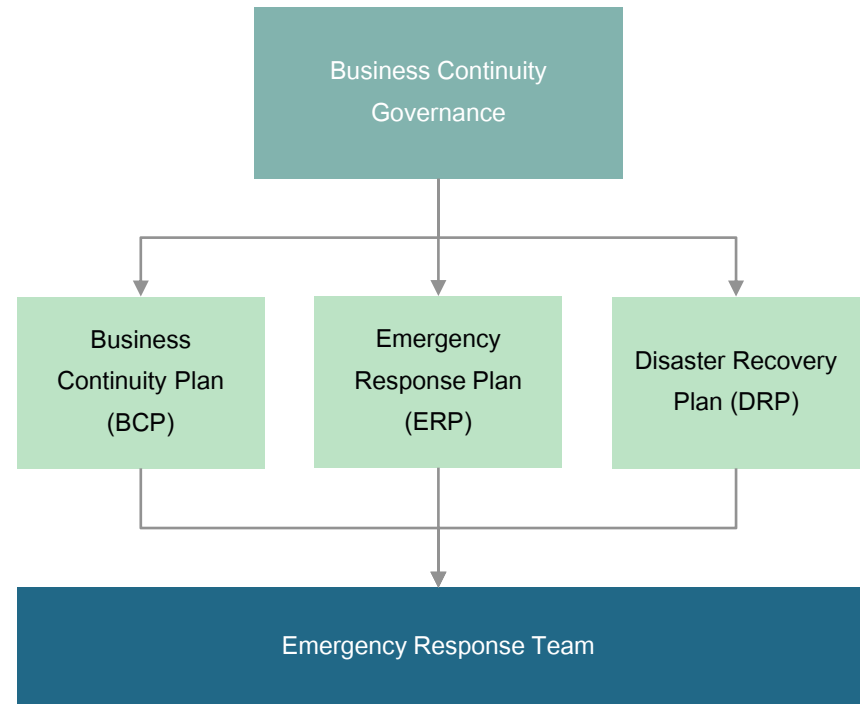 Business Continuity
Governance
Business
Continuity Plan
(BCP)
Emergency
Response Plan
(ERP)
Disaster Recovery
Plan (DRP)
Emergency Response Team